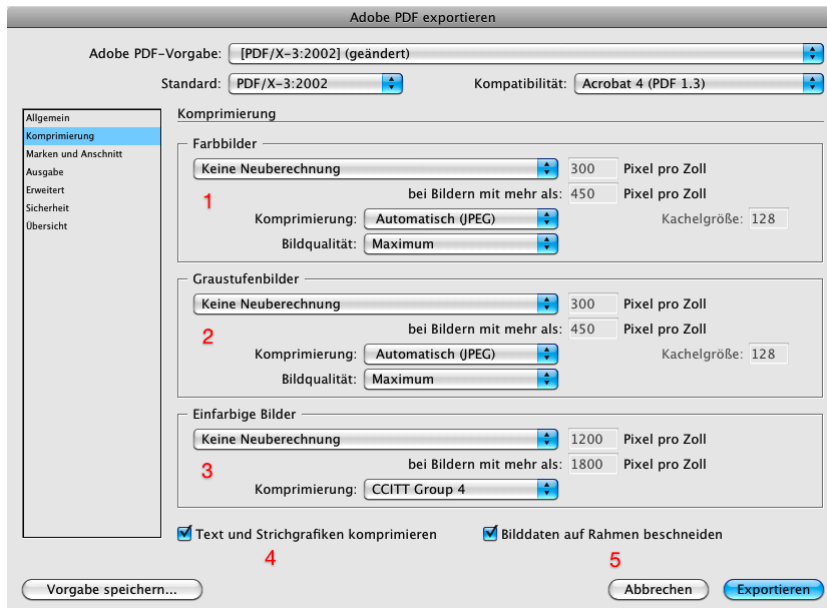 Adobe PDF exportieren
Adobe PDF-Vorgabe: [PDF/X-3:2002] (geändert)
Standard: PDF/X-3:2002 Kompatibilität: Acrobat 4 (PDF 1.3)
Allgemein
Komprimierung
Marken und Anschnitt
Ausgabe
Erweitert
Sicherheit
Übersicht
Komprimierung
Farbbilder
Keine Neuberechnung 300 Pixel pro Zoll
1 bei Bildern mit mehr als: 450 Pixel pro Zoll
Komprimierung: Automatisch (JPEG) Kachelgröße: 128
Bildqualität: Maximum
Graustufenbilder
Keine Neuberechnung 300 Pixel pro Zoll
2 bei Bildern mit mehr als: 450 Pixel pro Zoll
Komprimierung: Automatisch (JPEG) Kachelgröße: 128
Bildqualität: Maximum
Einfarbige Bilder
Keine Neuberechnung 1200 Pixel pro Zoll
3 bei Bildern mit mehr als: 1800 Pixel pro Zoll
Komprimierung: CCITT Group 4
Text und Strichgrafiken komprimieren Bilddaten auf Rahmen beschneiden
4 5
Vorgabe speichern... Abbrechen Exportieren